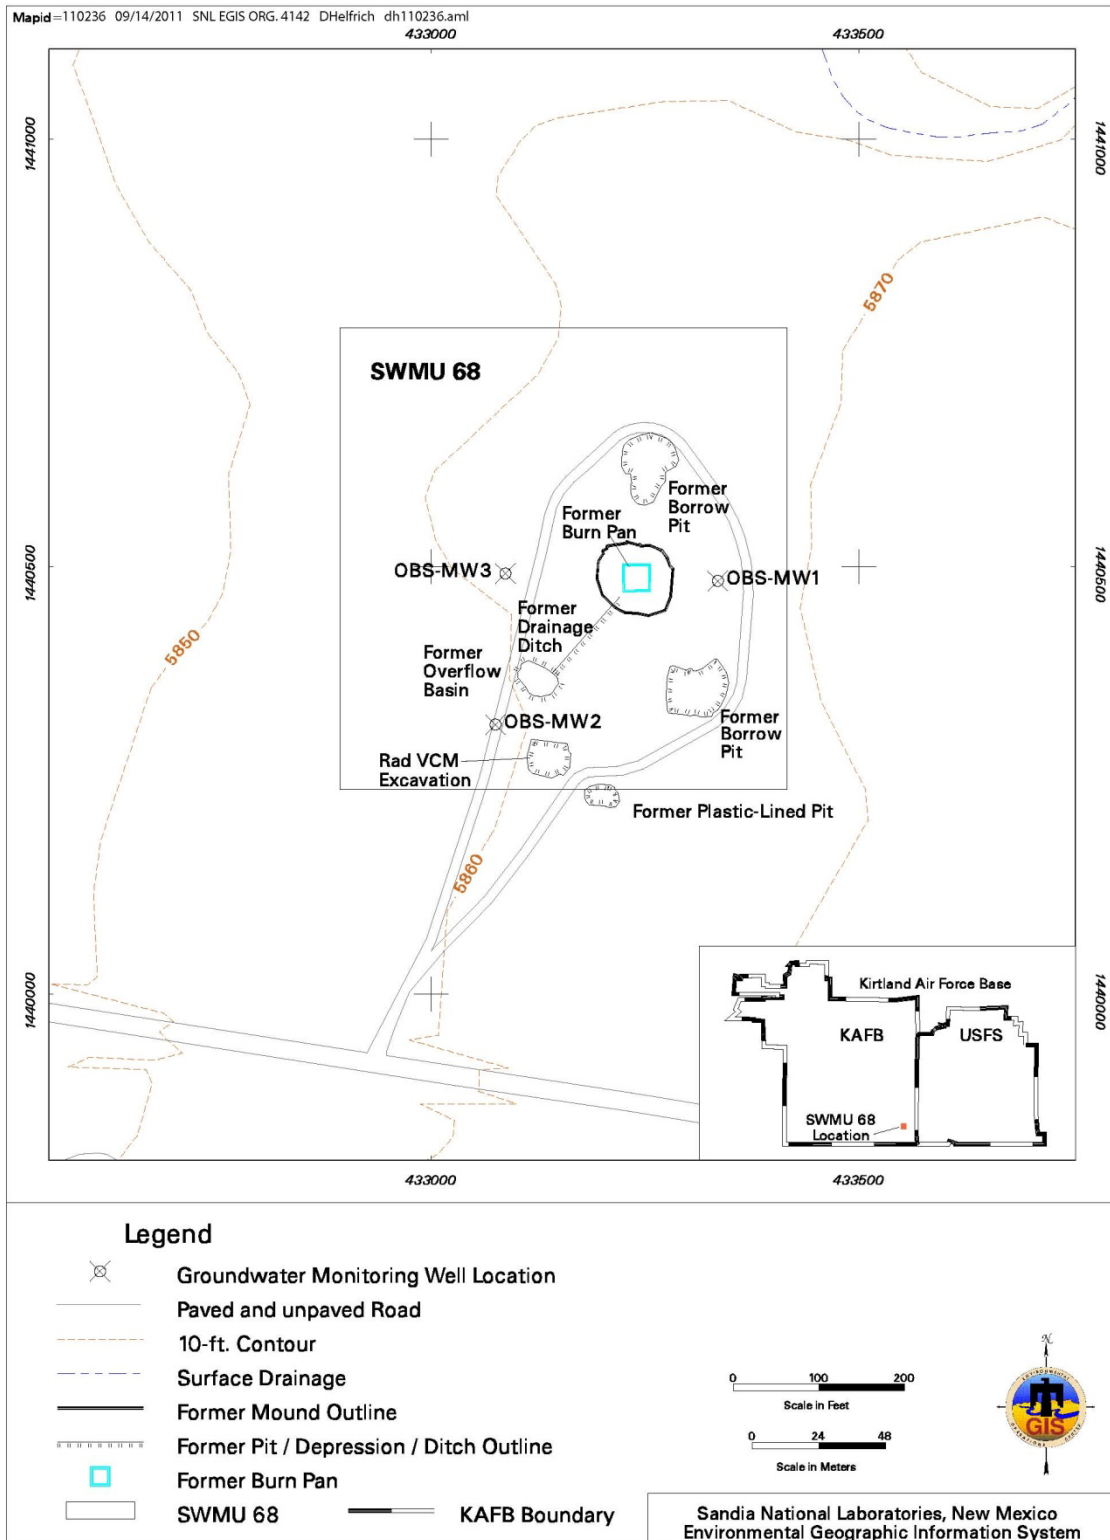 Mapid=110236 09/14/2011 SNL EGIS ORG. 4142 DHelfrich dh110236.aml
433000
433500
1441000
1441000
5870
SWMU 68
Former
Borrow
Pit
Former
Burn Pan
1440500
OBS-MW3
OBS-MW1
1440500
Former
Drainage
Ditch
5850
Former
Overflow
Basin
OBS-MW2
Former
Borrow
Pit
Rad VCM
Excavation
Former Plastic-Lined Pit
5860
1440000
1440000
Kirtland Air Force Base
KAFB
USFS
SWMU 68
Location
433000
433500
Legend
Groundwater Monitoring Well Location
Paved and unpaved Road
10-ft. Contour
Surface Drainage
Former Mound Outline
Former Pit / Depression / Ditch Outline
Former Burn Pan
SWMU 68
KAFB Boundary
0 100 200
Scale in Feet
0 24 48
Scale in Meters
N
ENVIRONMENTAL
OPERATIONS CENTER
GIS
Sandia National Laboratories, New Mexico
Environmental Geographic Information System